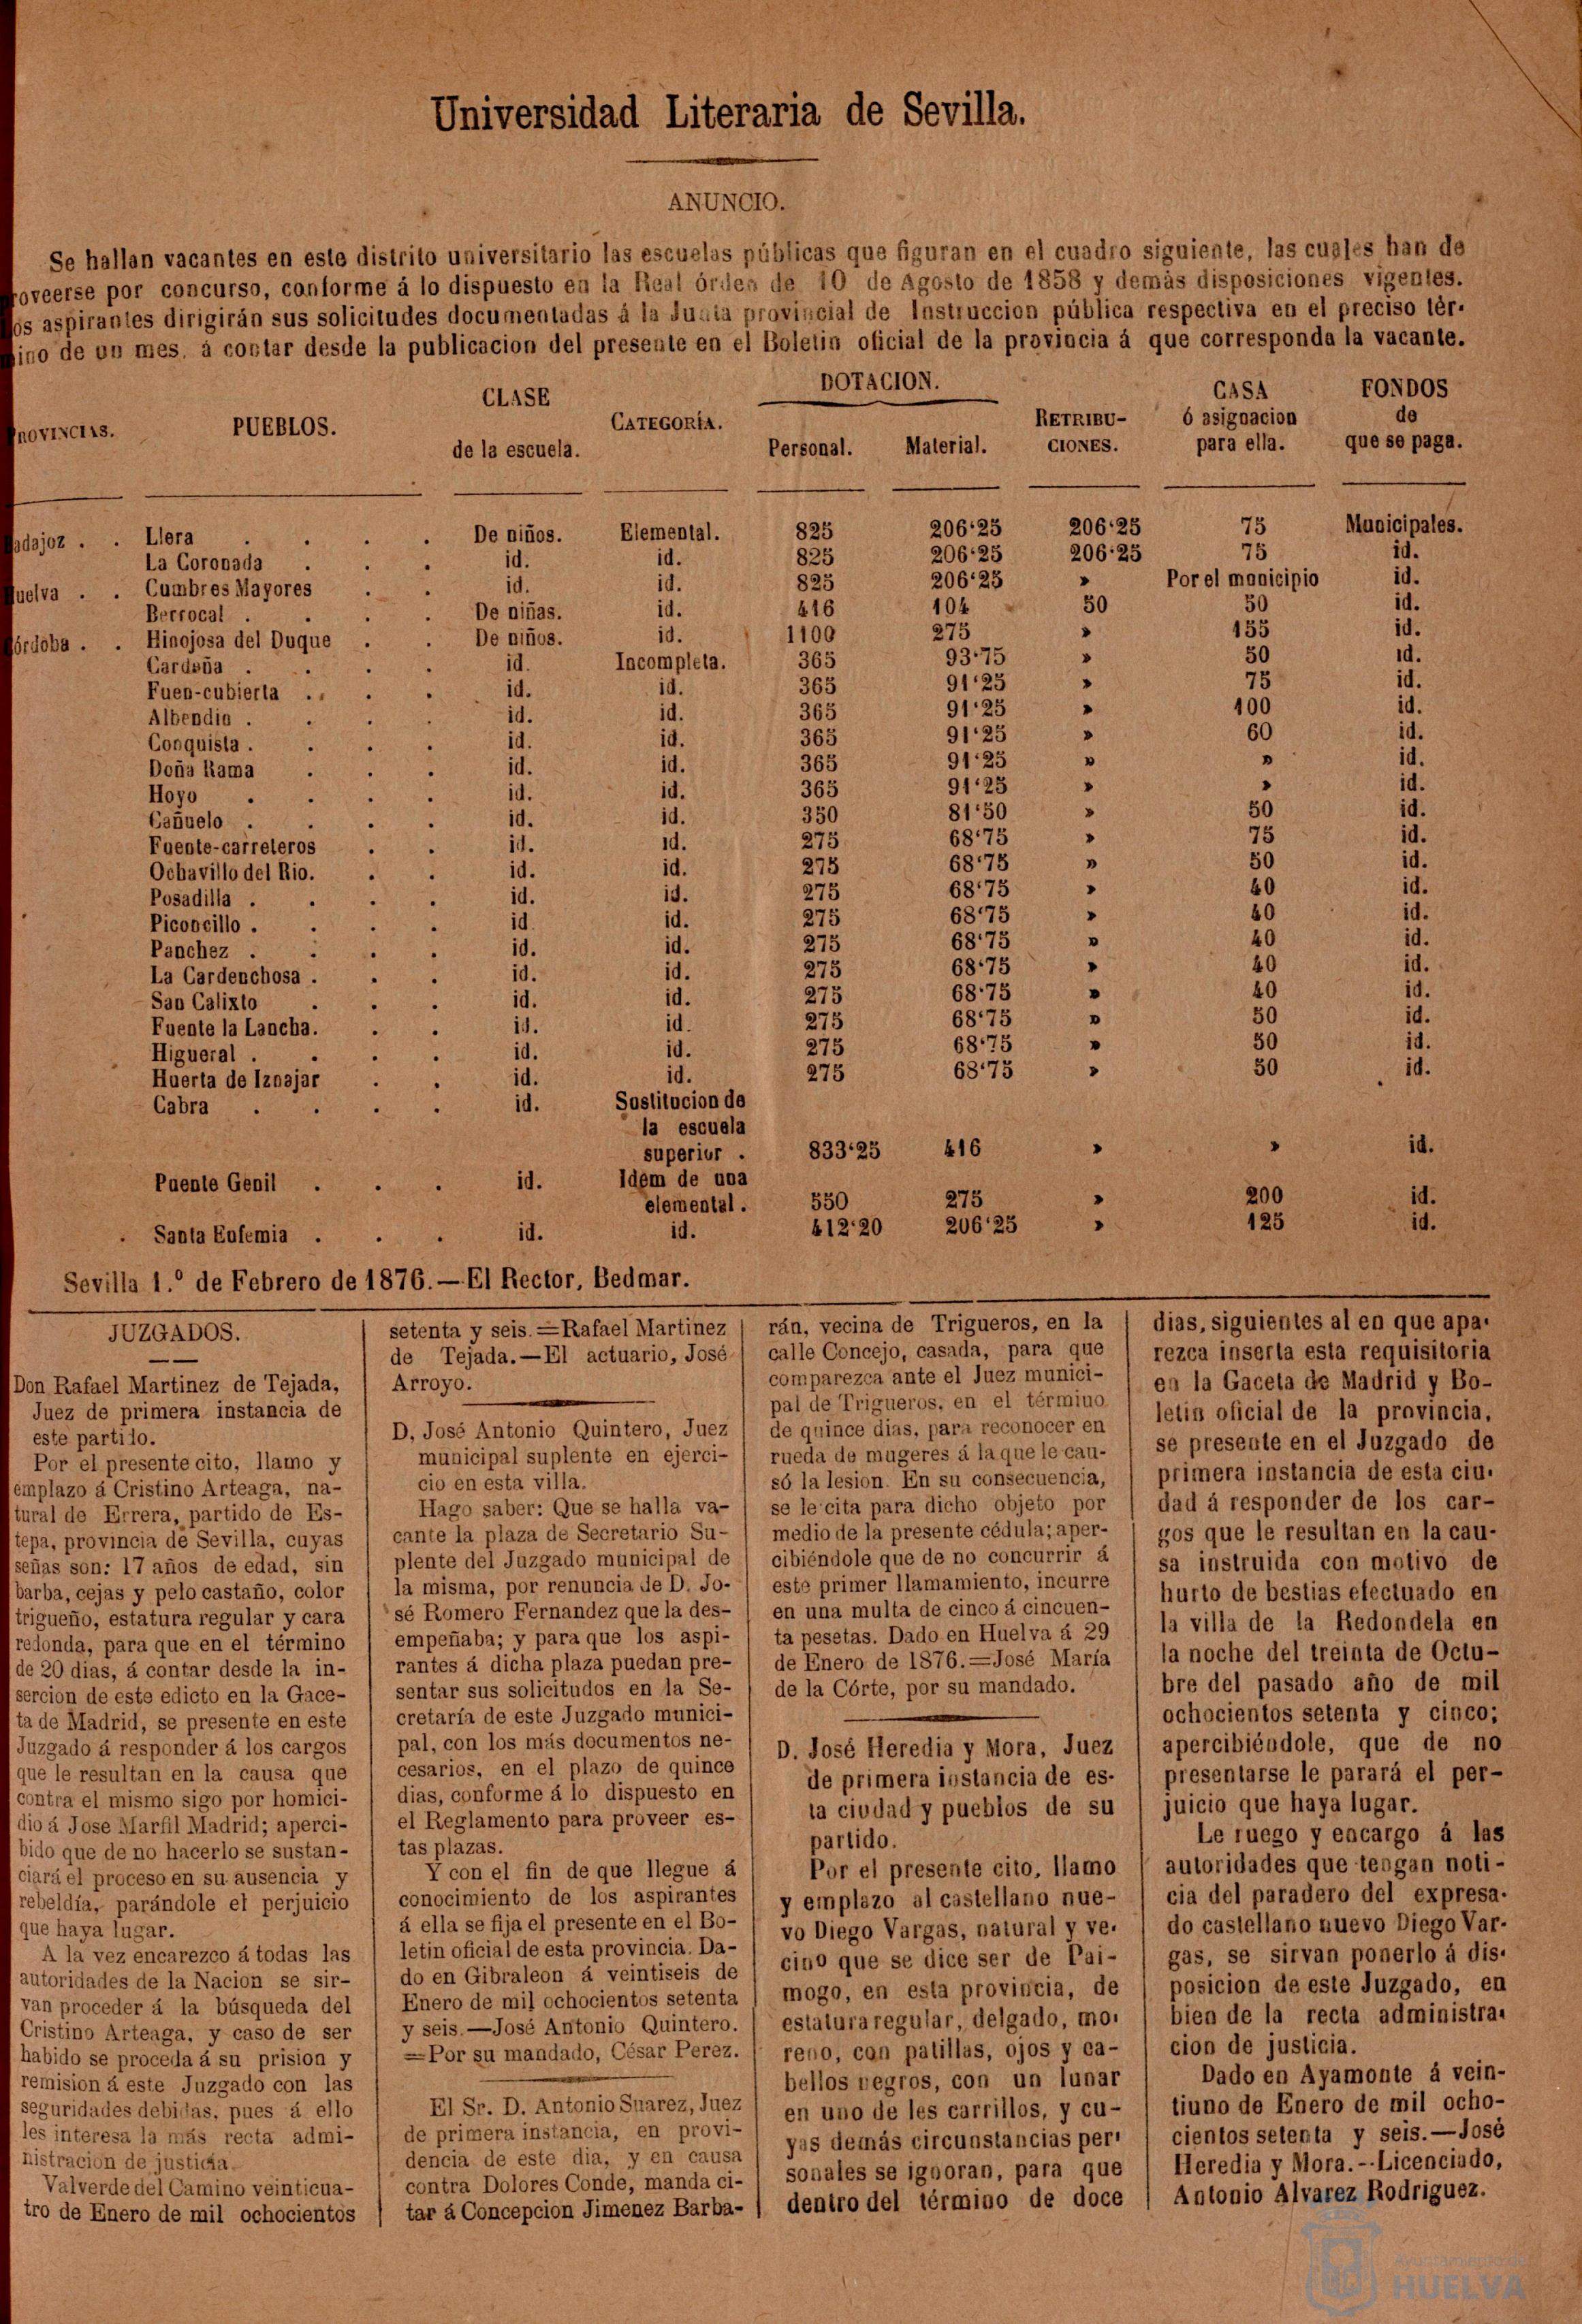 Universidad Literaria de Sevilla.
ANUNCIO.
Se hallan vacantes en este distrito universitario las escuelas públicas que figuran en el cuadro siguiente, las cuales han de
roveerse por concurso, conforme á lo dispuesto en la Real órden de 10 de Agosto de 1858 y demás disposiciones vigentes.
os aspirantes dirigirán sus solicitudes documentadas á la Junta provincial de Instruccion pública respectiva en el preciso tér-
ino de un mes, á contar desde la publicacion del presente en el Boletin oficial de la provincia á que corresponda la vacante.
PROVINCIAS. PUEBLOS. CLASE de la escuela. CATEGORÍA. DOTACION. Personal. Material. RETRIBU-CIONES. CASA ó asignacion para ella. FONDOS de que se paga.
adajoz . . Llera . . . . De niños. Elemental. 825 206‘25 206‘25 75 Municipales.
La Coronada . . . id. id. 825 206‘25 206‘25 75 id.
uelva . . Cumbres Mayores . . id. id. 825 206‘25 » Por el municipio id.
Berrocal . . . . De niñas. id. 416 104 50 50 id.
órdoba . . Hinojosa del Duque . . De niños. id. 1100 275 » 155 id.
Cardeña . . . . id. Incompleta. 365 93‘75 » 50 id.
Fuen-cubierta . . . id. id. 365 91‘25 » 75 id.
Albendin . . . . id. id. 365 91‘25 » 100 id.
Conquista . . . . id. id. 365 91‘25 » 60 id.
Doña Rama . . . id. id. 365 91‘25 » » id.
Hoyo . . . . id. id. 365 91‘25 » » id.
Cañuelo . . . . id. id. 350 81‘50 » 50 id.
Fuente-carreteros . . id. id. 275 68‘75 » 75 id.
Ochavillo del Rio. . . id. id. 275 68‘75 » 50 id.
Posadilla . . . . id. id. 275 68‘75 » 40 id.
Piconcillo . . . . id id. 275 68‘75 » 40 id.
Panchez . . . . id. id. 275 68‘75 » 40 id.
La Cardenchosa . . . id. id. 275 68‘75 » 40 id.
San Calixto . . . id. id. 275 68‘75 » 40 id.
Fuente la Lancha. . . id. id. 275 68‘75 » 50 id.
Higueral . . . . id. id. 275 68‘75 » 50 id.
Huerta de Iznajar . . id. id. 275 68‘75 » 50 id.
Cabra . . . . id. Sustitucion de
la escuela
superior . 833‘25 416 » » id.
Puente Genil . . . id. Idem de una
elemental. 550 275 » 200 id.
Santa Eufemia . . . id. id. 412‘20 206‘25 » 125 id.
Sevilla 1.º de Febrero de 1876.—El Rector, Bedmar.
JUZGADOS.
Don Rafael Martinez de Tejada,
Juez de primera instancia de
este partido.
Por el presente cito, llamo y
emplazo á Cristino Arteaga, na-
tural de Errera, partido de Es-
tepa, provincia de Sevilla, cuyas
señas son: 17 años de edad, sin
barba, cejas y pelo castaño, color
trigueño, estatura regular y cara
redonda, para que en el término
de 20 dias, á contar desde la in-
sercion de este edicto en la Gace-
ta de Madrid, se presente en este
Juzgado á responder á los cargos
que le resultan en la causa que
contra el mismo sigo por homici-
dio á Jose Marfil Madrid; aperci-
bido que de no hacerlo se sustan-
ciará el proceso en su ausencia y
rebeldía, parándole el perjuicio
que haya lugar.
A la vez encarezco á todas las
autoridades de la Nacion se sir-
van proceder á la búsqueda del
Cristino Arteaga, y caso de ser
habido se proceda á su prision y
remision á este Juzgado con las
seguridades debidas, pues á ello
les interesa la más recta admi-
nistracion de justicia.
Valverde del Camino veinticua-
tro de Enero de mil ochocientos
setenta y seis.=Rafael Martinez
de Tejada.—El actuario, José
Arroyo.
D. José Antonio Quintero, Juez
municipal suplente en ejerci-
cio en esta villa.
Hago saber: Que se halla va-
cante la plaza de Secretario Su-
plente del Juzgado municipal de
la misma, por renuncia de D. Jo-
sé Romero Fernandez que la des-
empeñaba; y para que los aspi-
rantes á dicha plaza puedan pre-
sentar sus solicitudos en la Se-
cretaría de este Juzgado munici-
pal, con los más documentos ne-
cesarios, en el plazo de quince
dias, conforme á lo dispuesto en
el Reglamento para proveer es-
tas plazas.
Y con el fin de que llegue á
conocimiento de los aspirantes
á ella se fija el presente en el Bo-
letin oficial de esta provincia. Da-
do en Gibraleon á veintiseis de
Enero de mil ochocientos setenta
y seis.—José Antonio Quintero.
=Por su mandado, César Perez.
El Sr. D. Antonio Suarez, Juez
de primera instancia, en provi-
dencia de este dia, y en causa
contra Dolores Conde, manda ci-
tar á Concepcion Jimenez Barba-
rán, vecina de Trigueros, en la
calle Concejo, casada, para que
comparezca ante el Juez munici-
pal de Trigueros, en el término
de quince dias, para reconocer en
rueda de mugeres á la que le cau-
só la lesion. En su consecuencia,
se le cita para dicho objeto por
medio de la presente cédula; aper-
cibiéndole que de no concurrir á
este primer llamamiento, incurre
en una multa de cinco á cincuen-
ta pesetas. Dado en Huelva á 29
de Enero de 1876.=José María
de la Córte, por su mandado.
D. José Heredia y Mora, Juez
de primera instancia de es-
ta ciudad y pueblos de su
partido.
Por el presente cito, llamo
y emplazo al castellano nue-
vo Diego Vargas, natural y ve-
cino que se dice ser de Pai-
mogo, en esta provincia, de
estatura regular, delgado, mo-
reno, con patillas, ojos y ca-
bellos negros, con un lunar
en uno de les carrillos, y cu-
yas demás circunstancias per-
sonales se ignoran, para que
dentro del término de doce
dias, siguientes al en que apa-
rezca inserta esta requisitoria
en la Gaceta de Madrid y Bo-
letin oficial de la provincia,
se presente en el Juzgado de
primera instancia de esta ciu-
dad á responder de los car-
gos que le resultan en la cau-
sa instruida con motivo de
hurto de bestias efectuado en
la villa de la Redondela en
la noche del treinta de Octu-
bre del pasado año de mil
ochocientos setenta y cinco;
apercibiéndole, que de no
presentarse le parará el per-
juicio que haya lugar.
Le ruego y encargo á las
autoridades que tengan noti-
cia del paradero del expresa-
do castellano nuevo Diego Var-
gas, se sirvan ponerlo á dis-
posicion de este Juzgado, en
bien de la recta administra-
cion de justicia.
Dado en Ayamonte á vein-
tiuno de Enero de mil ocho-
cientos setenta y seis.—José
Heredia y Mora.--Licenciado,
Antonio Alvarez Rodriguez.
Ayuntamiento de
HUELVA